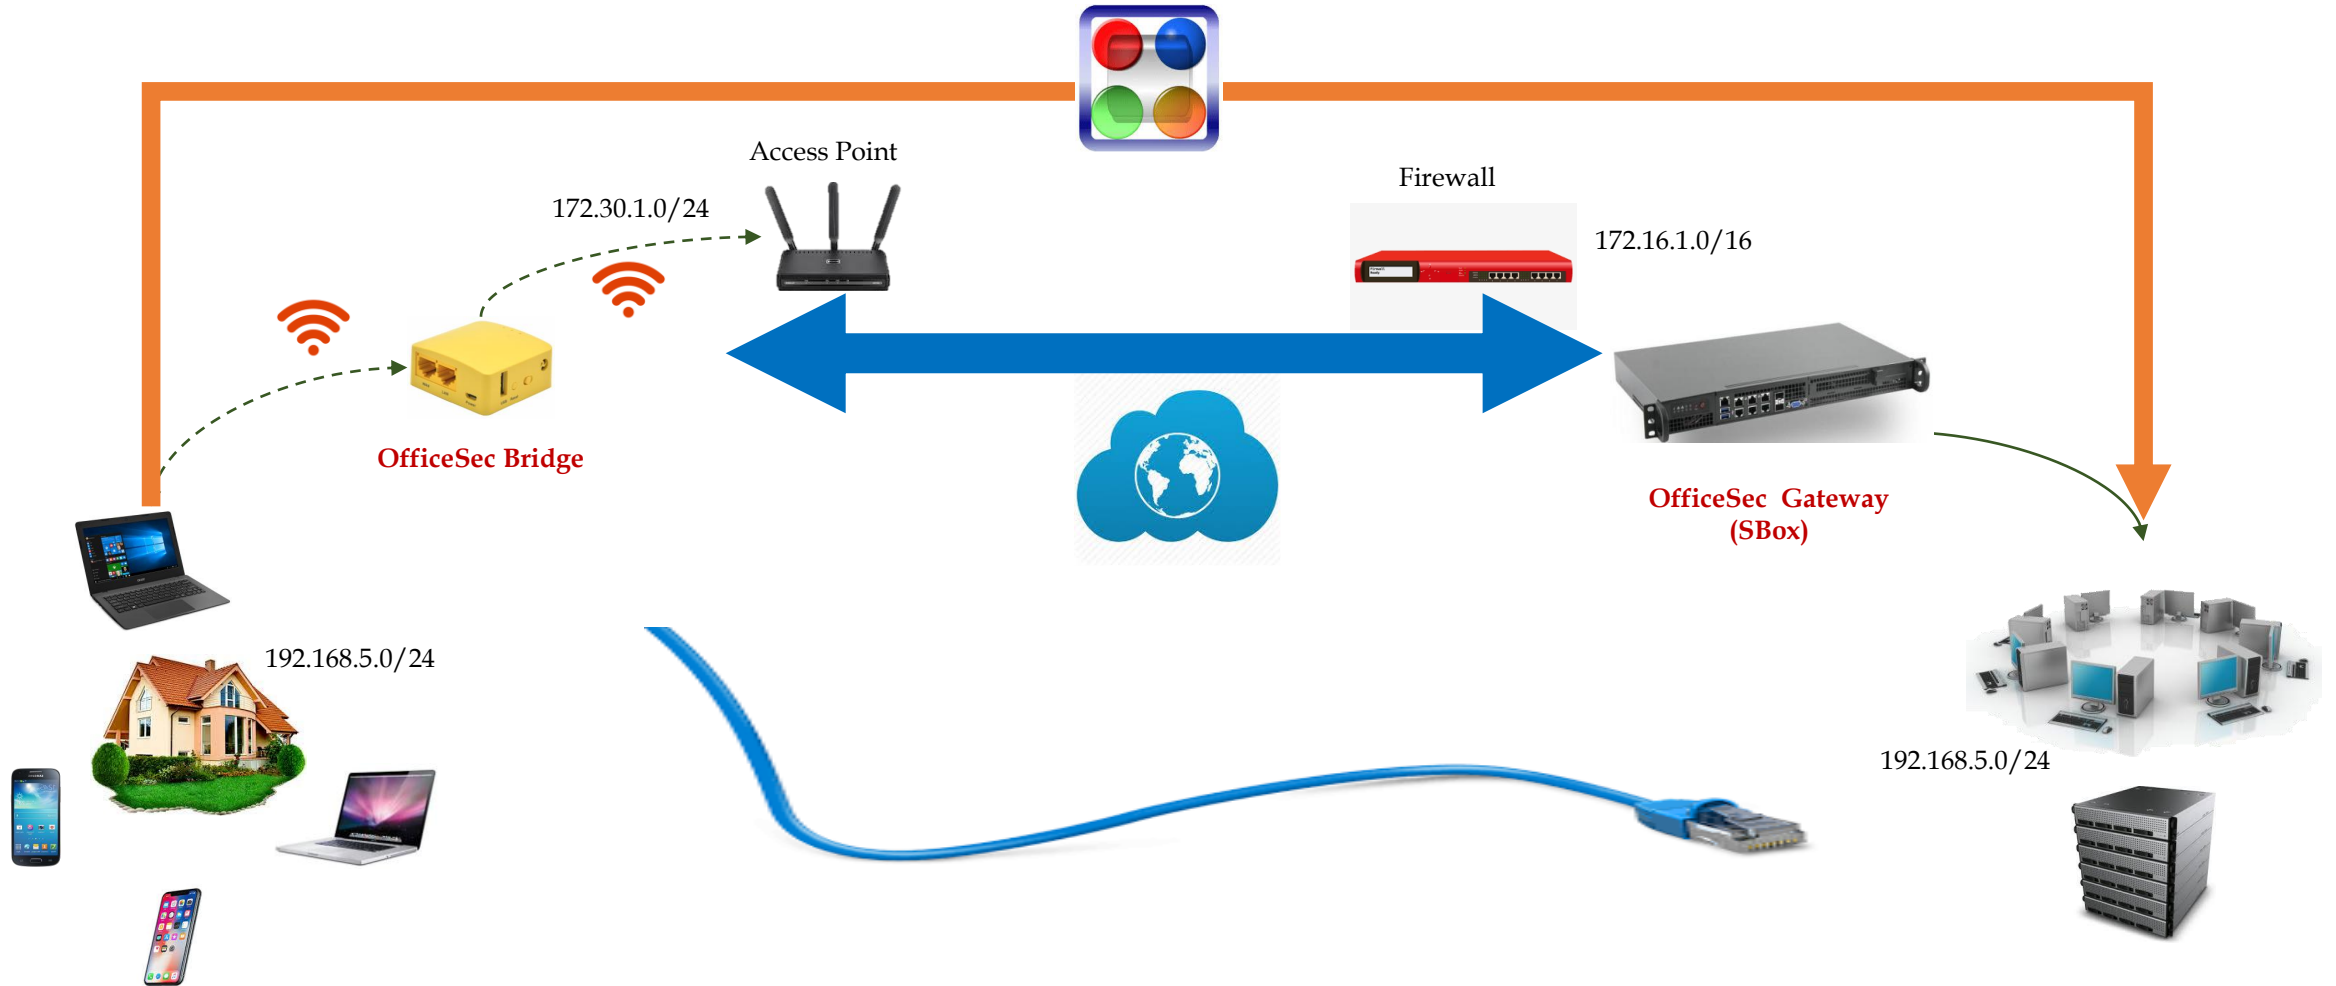 Access Point
Firewall
172.30.1.0/24
172.16.1.0/16
OfficeSec Bridge
OfficeSec Gateway
(SBox)
192.168.5.0/24
192.168.5.0/24